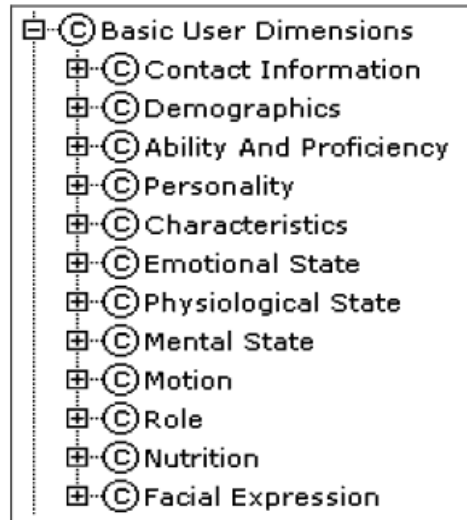 Basic User Dimensions
Contact Information
Demographics
Ability And Proficiency
Personality
Characteristics
Emotional State
Physiological State
Mental State
Motion
Role
Nutrition
Facial Expression